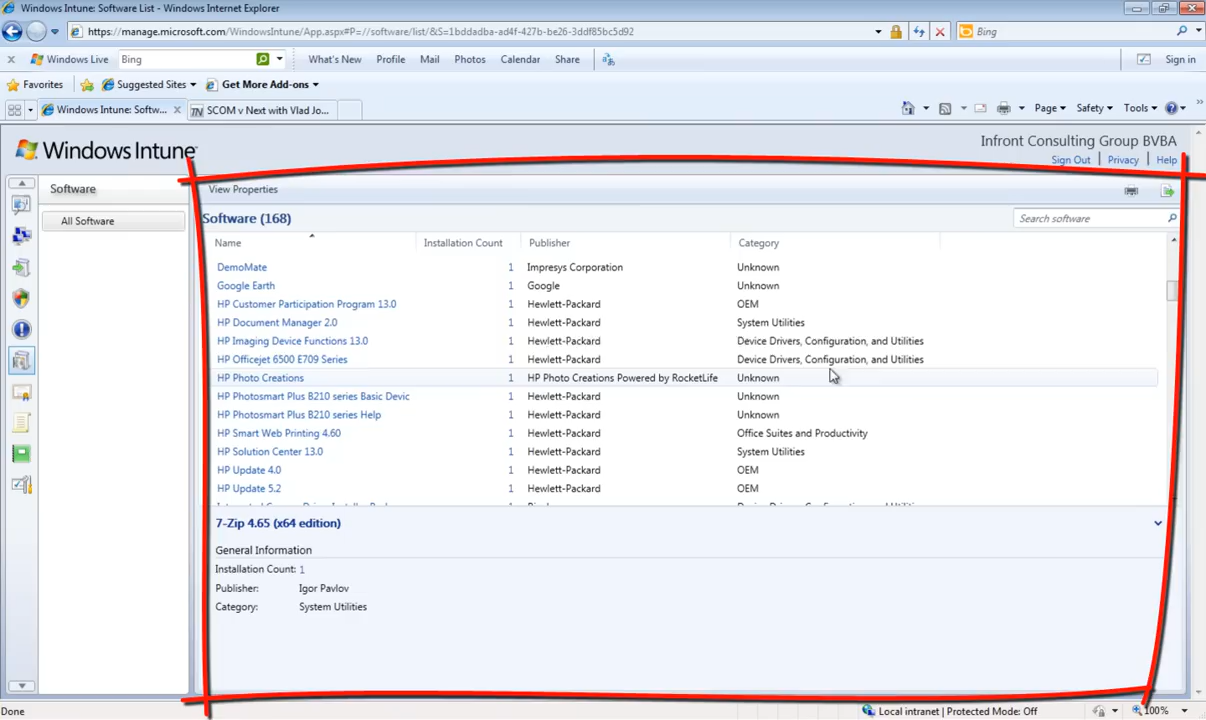 Windows Intune: Software List - Windows Internet Explorer
https://manage.microsoft.com/WindowsIntune/App.aspx#P=//software/list/&S=1bddadba-ad4f-427b-be26-3ddf85bc5d92
Bing
Windows Live
Bing
What's New
Profile
Mail
Photos
Calendar
Share
Sign in
Favorites
Suggested Sites
Get More Add-ons
Windows Intune: Softw...
SCOM v Next with Vlad Jo...
Page
Safety
Tools
Windows Intune
Infront Consulting Group BVBA
Sign Out | Privacy | Help
Software
All Software
View Properties
Software (168)
Search software
Name Installation Count Publisher Category
DemoMate 1 Impresys Corporation Unknown
Google Earth 1 Google Unknown
HP Customer Participation Program 13.0 1 Hewlett-Packard OEM
HP Document Manager 2.0 1 Hewlett-Packard System Utilities
HP Imaging Device Functions 13.0 1 Hewlett-Packard Device Drivers, Configuration, and Utilities
HP Officejet 6500 E709 Series 1 Hewlett-Packard Device Drivers, Configuration, and Utilities
HP Photo Creations 1 HP Photo Creations Powered by RocketLife Unknown
HP Photosmart Plus B210 series Basic Devic 1 Hewlett-Packard Unknown
HP Photosmart Plus B210 series Help 1 Hewlett-Packard Unknown
HP Smart Web Printing 4.60 1 Hewlett-Packard Office Suites and Productivity
HP Solution Center 13.0 1 Hewlett-Packard System Utilities
HP Update 4.0 1 Hewlett-Packard OEM
HP Update 5.2 1 Hewlett-Packard OEM
7-Zip 4.65 (x64 edition)
General Information
Installation Count: 1
Publisher: Igor Pavlov
Category: System Utilities
Done
Local intranet | Protected Mode: Off
100%